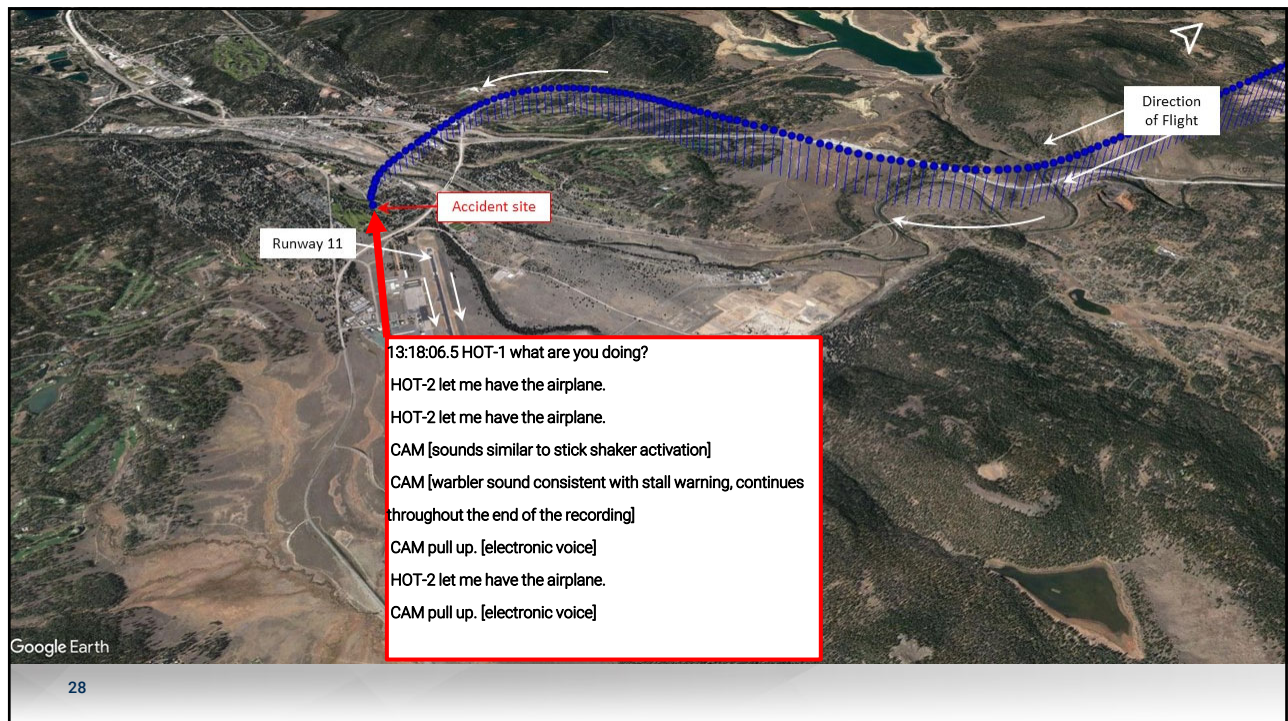 Direction
of Flight
Accident site
Runway 11
13:18:06.5 HOT-1 what are you doing?
HOT-2 let me have the airplane.
HOT-2 let me have the airplane.
CAM [sounds similar to stick shaker activation]
CAM [warbler sound consistent with stall warning, continues
throughout the end of the recording]
CAM pull up. [electronic voice]
HOT-2 let me have the airplane.
CAM pull up. [electronic voice]
Google Earth
28